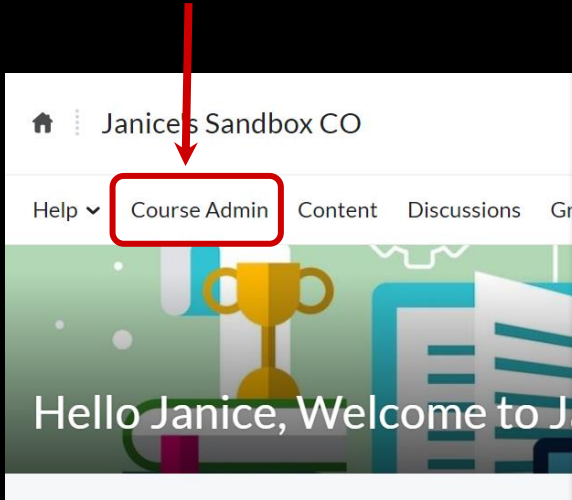 Janice's Sandbox CO
Help Course Admin Content Discussions
Hello Janice, Welcome to